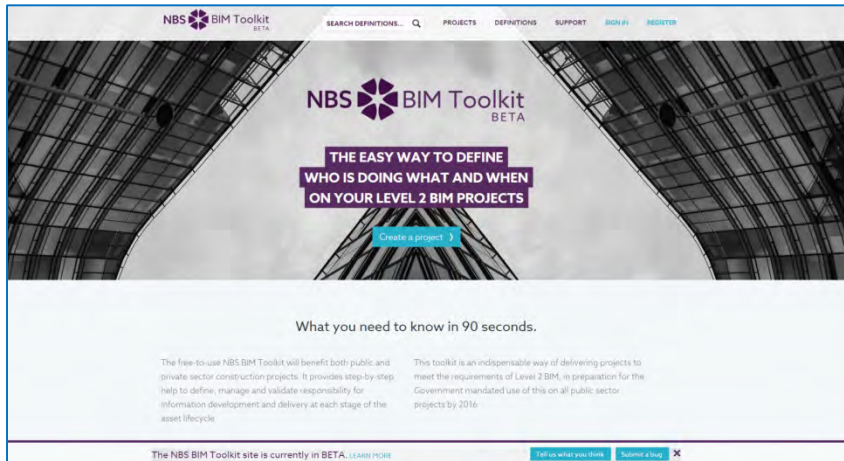 NBS BIM Toolkit
BETA
SEARCH DEFINITIONS... PROJECTS DEFINITIONS SUPPORT SIGN IN REGISTER
NBS BIM Toolkit
BETA
THE EASY WAY TO DEFINE
WHO IS DOING WHAT AND WHEN
ON YOUR LEVEL 2 BIM PROJECTS
Create a project
What you need to know in 90 seconds.
The free-to-use NBS BIM Toolkit will benefit both public and
private sector construction projects. It provides step-by-step
help to define, manage and validate responsibility for
information development and delivery at each stage of the
asset lifecycle
This toolkit is an indispensable way of delivering projects to
meet the requirements of Level 2 BIM, in preparation for the
Government mandated use of this on all public sector
projects by 2016
The NBS BIM Toolkit site is currently in BETA. LEARN MORE Tell us what you think Submit a bug X